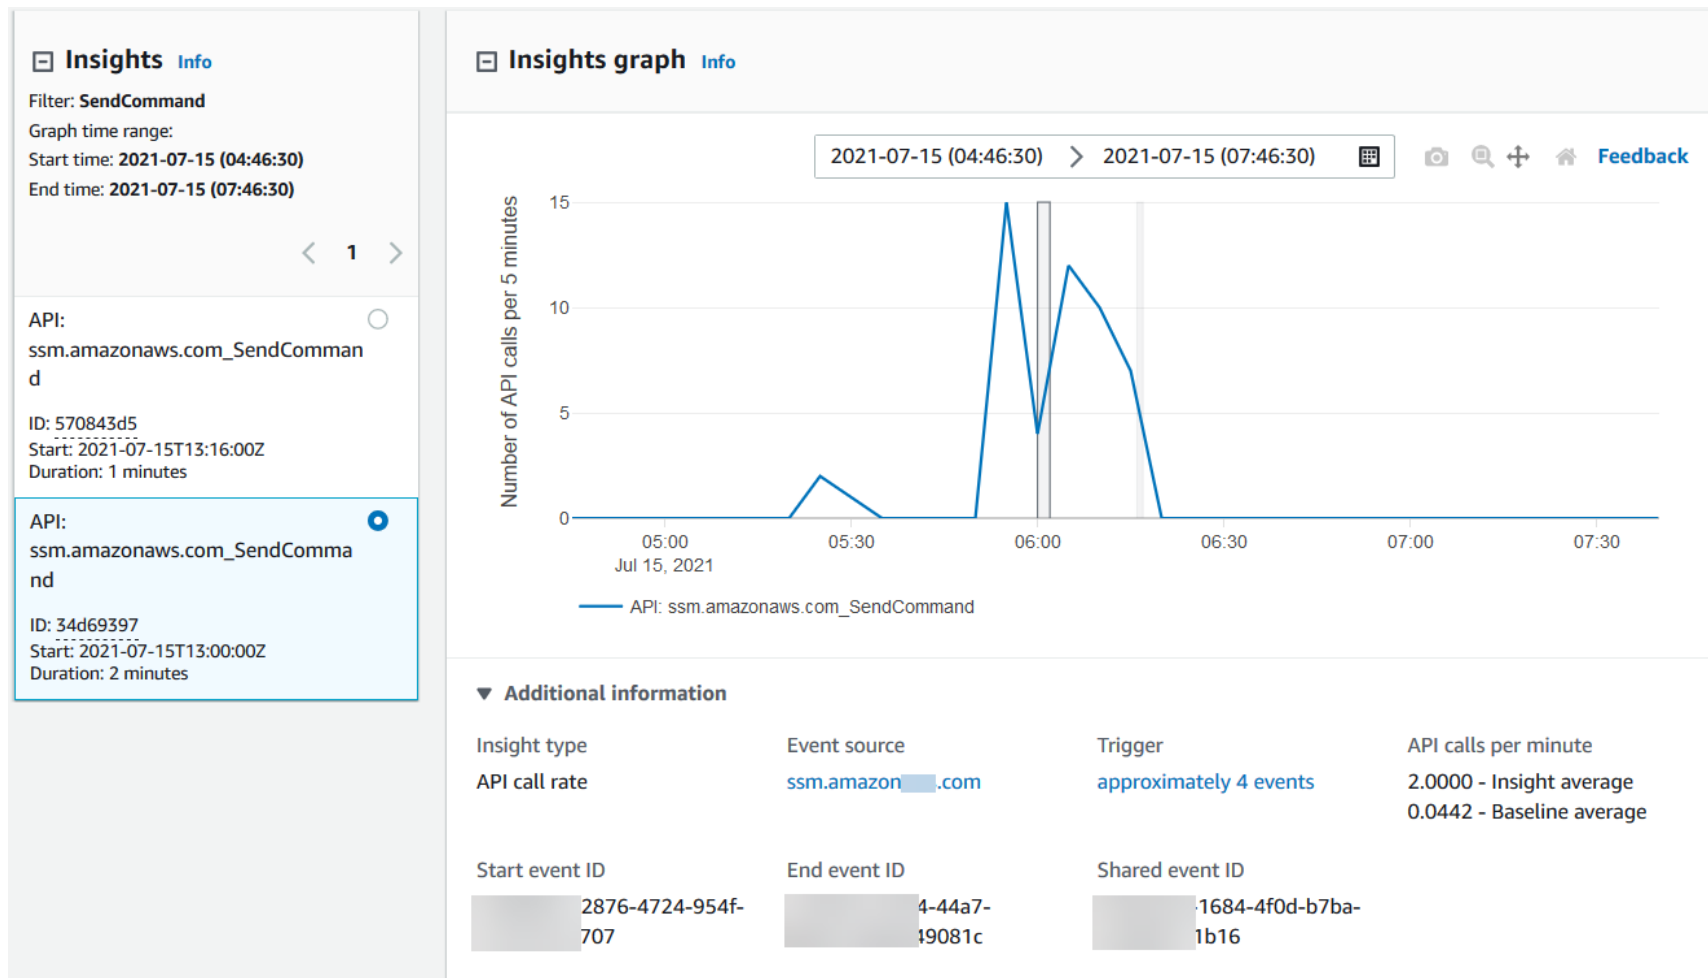 Insights Info
Filter: SendCommand
Graph time range:
Start time: 2021-07-15 (04:46:30)
End time: 2021-07-15 (07:46:30)
1
API:
ssm.amazonaws.com_SendComman
d
ID: 570843d5
Start: 2021-07-15T13:16:00Z
Duration: 1 minutes
API:
ssm.amazonaws.com_SendComma
nd
ID: 34d69397
Start: 2021-07-15T13:00:00Z
Duration: 2 minutes
Insights graph Info
2021-07-15 (04:46:30) 2021-07-15 (07:46:30)
Feedback
Number of API calls per 5 minutes
15
10
5
0
05:00 05:30 06:00 06:30 07:00 07:30
Jul 15, 2021
API: ssm.amazonaws.com_SendCommand
Additional information
Insight type Event source Trigger API calls per minute
API call rate ssm.amazon .com approximately 4 events 2.0000 - Insight average
0.0442 - Baseline average
Start event ID End event ID Shared event ID
2876-4724-954f- 4-44a7- -1684-4f0d-b7ba-
707 49081c 1b16